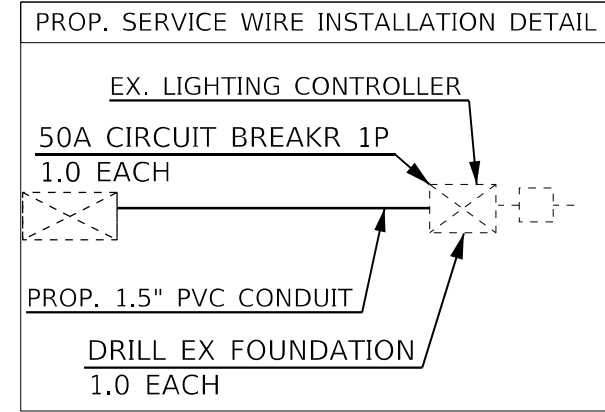 PROP. SERVICE WIRE INSTALLATION DETAIL
EX. LIGHTING CONTROLLER
50A CIRCUIT BREAKR 1P
1.0 EACH
PROP. 1.5" PVC CONDUIT
DRILL EX FOUNDATION
1.0 EACH